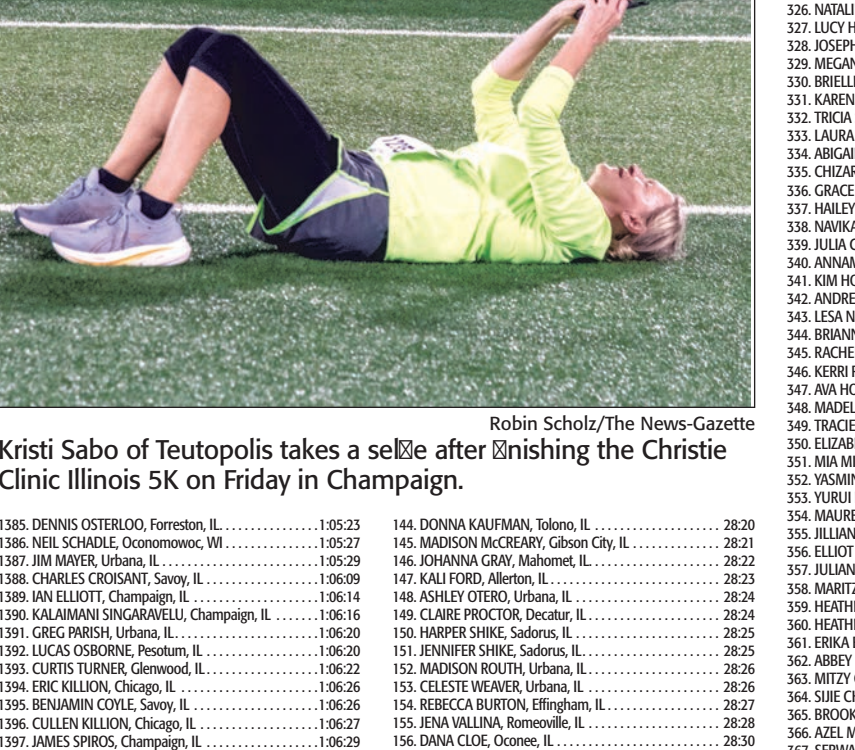 Robin Scholz/The News-Gazette
Kristi Sabo of Teutopolis takes a sel☒e after ☒nishing the Christie
Clinic Illinois 5K on Friday in Champaign.
1385. DENNIS OSTERLOO, Forreston, IL...............1:05:23
1386. NEIL SCHADLE, Oconomowoc, WI ..............1:05:27
1387. JIM MAYER, Urbana, IL ........................1:05:29
1388. CHARLES CROISANT, Savoy, IL .................1:06:09
1389. IAN ELLIOTT, Champaign, IL ...................1:06:14
1390. KALAIMANI SINGARAVELU, Champaign, IL .......1:06:16
1391. GREG PARISH, Urbana, IL......................1:06:20
1392. LUCAS OSBORNE, Pesotum, IL .................1:06:20
1393. CURTIS TURNER, Glenwood, IL.................1:06:22
1394. ERIC KILLION, Chicago, IL .....................1:06:26
1395. BENJAMIN COYLE, Savoy, IL ...................1:06:26
1396. CULLEN KILLION, Chicago, IL ..................1:06:27
1397. JAMES SPIROS, Champaign, IL .................1:06:29
144. DONNA KAUFMAN, Tolono, IL ................... 28:20
145. MADISON McCREARY, Gibson City, IL .............. 28:21
146. JOHANNA GRAY, Mahomet, IL.................... 28:22
147. KALI FORD, Allerton, IL.......................... 28:23
148. ASHLEY OTERO, Urbana, IL ....................... 28:24
149. CLAIRE PROCTOR, Decatur, IL..................... 28:24
150. HARPER SHIKE, Sadorus, IL ...................... 28:25
151. JENNIFER SHIKE, Sadorus, IL..................... 28:25
152. MADISON ROUTH, Urbana, IL..................... 28:26
153. CELESTE WEAVER, Urbana, IL ..................... 28:26
154. REBECCA BURTON, Effingham, IL.................. 28:27
155. JENA VALLINA, Romeoville, IL .................... 28:28
156. DANA CLOE, Oconee, IL ......................... 28:30
326. NATALI
327. LUCY H
328. JOSEPH
329. MEGAN
330. BRIELL
331. KAREN
332. TRICIA
333. LAURA
334. ABIGAI
335. CHIZAR
336. GRACE
337. HAILEY
338. NAVIKA
339. JULIA
340. ANNAM
341. KIM HO
342. ANDRE
343. LESA N
344. BRIANN
345. RACHE
346. KERRI
347. AVA HO
348. MADEL
349. TRACIE
350. ELIZAB
351. MIA MI
352. YASMIN
353. YURUI
354. MAURE
355. JILLIAN
356. ELLIOT
357. JULIAN
358. MARITZ
359. HEATH
360. HEATH
361. ERIKA
362. ABBEY
363. MITZY
364. SIJIE CH
365. BROOK
366. AZEL M